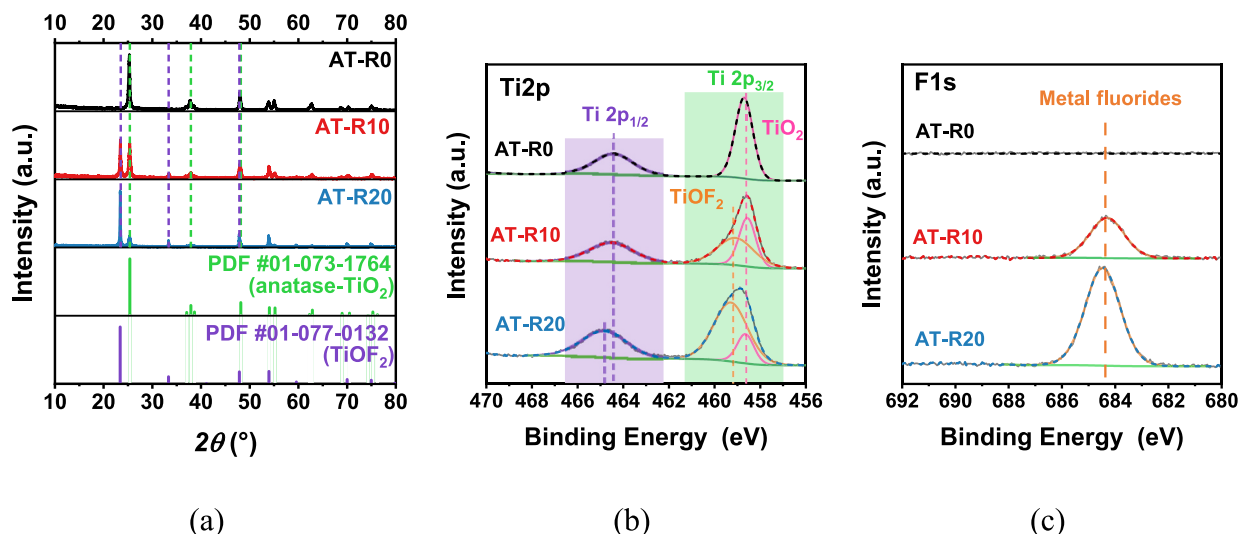 10 20 30 40 50 60 70 80
AT-R0
AT-R10
AT-R20
PDF #01-073-1764
(anatase-TiO₂)
PDF #01-077-0132
(TiOF₂)
10 20 30 40 50 60 70 80
2θ (°)
Intensity (a.u.)
(a)
Ti2p
Ti 2p₃/₂
Ti 2p₁/₂
TiO₂
AT-R0
TiOF₂
AT-R10
AT-R20
470 468 466 464 462 460 458 456
Binding Energy (eV)
Intensity (a.u.)
(b)
F1s
Metal fluorides
AT-R0
AT-R10
AT-R20
692 690 688 686 684 682 680
Binding Energy (eV)
Intensity (a.u.)
(c)